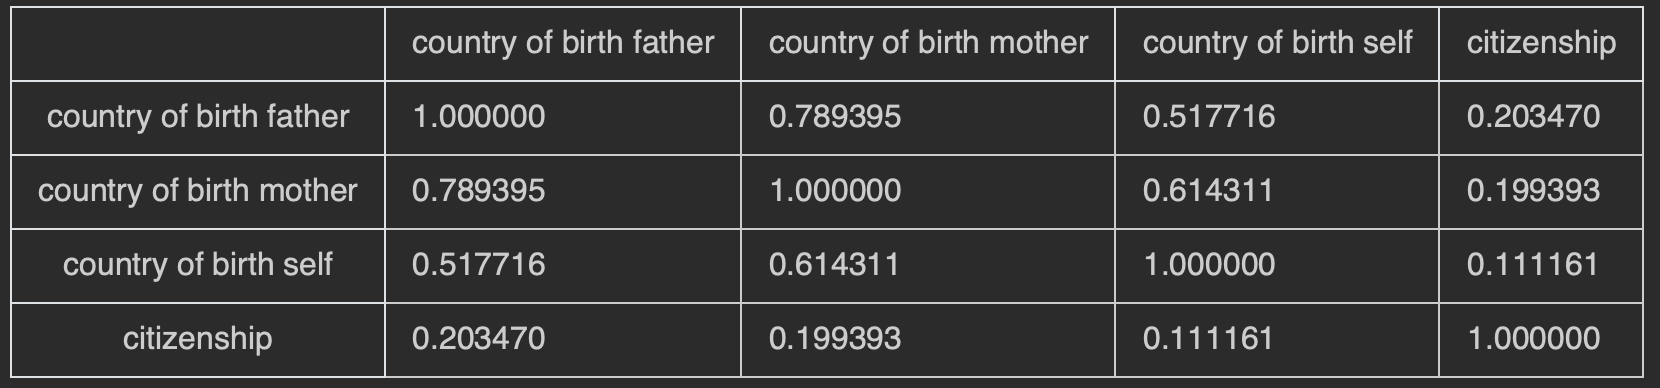 country of birth father country of birth mother country of birth self citizenship
country of birth father 1.000000 0.789395 0.517716 0.203470
country of birth mother 0.789395 1.000000 0.614311 0.199393
country of birth self 0.517716 0.614311 1.000000 0.111161
citizenship 0.203470 0.199393 0.111161 1.000000